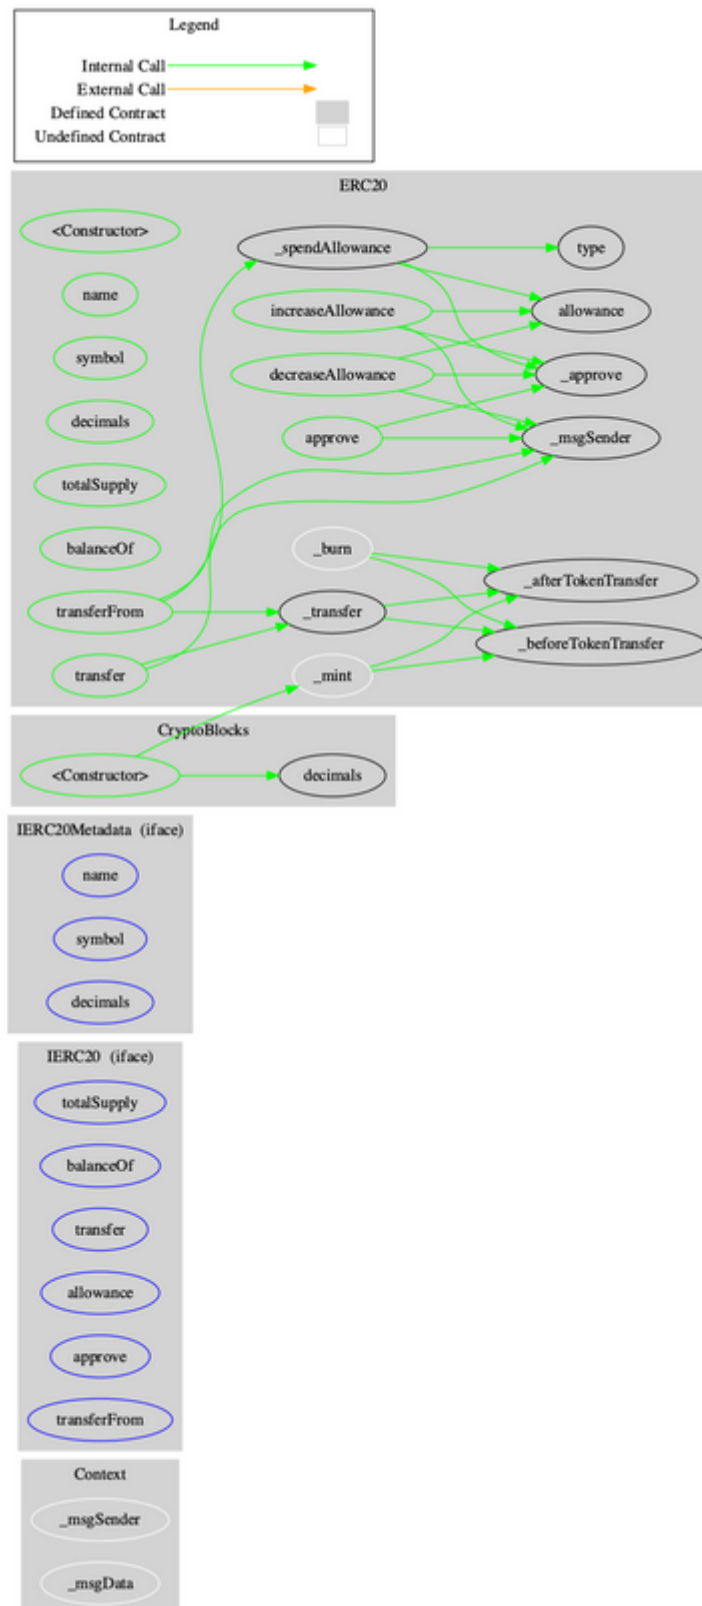 Legend
Internal Call
External Call
Defined Contract
Undefined Contract
ERC20
<Constructor>
name
symbol
decimals
totalSupply
balanceOf
transferFrom
transfer
_spendAllowance
increaseAllowance
decreaseAllowance
approve
_burn
_transfer
_mint
type
allowance
_approve
_msgSender
_afterTokenTransfer
_beforeTokenTransfer
CryptoBlocks
<Constructor>
decimals
IERC20Metadata (iface)
name
symbol
decimals
IERC20 (iface)
totalSupply
balanceOf
transfer
allowance
approve
transferFrom
Context
_msgSender
_msgData